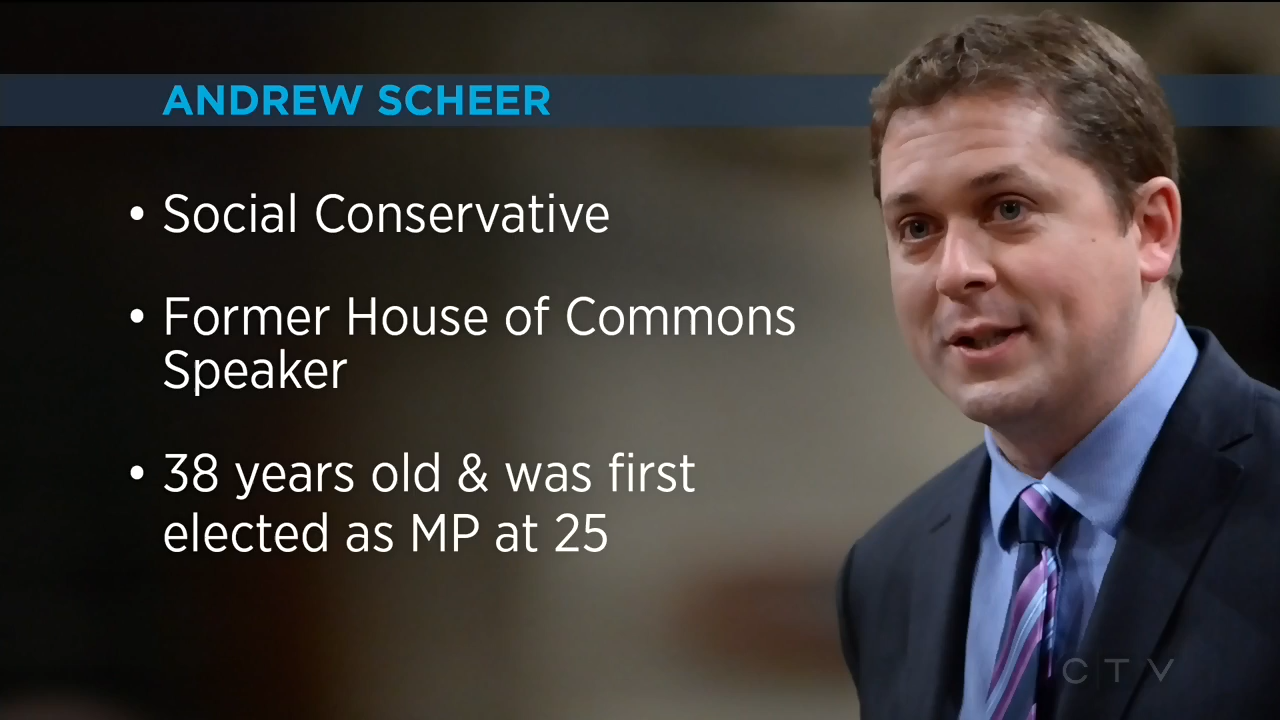 ANDREW SCHEER
• Social Conservative
• Former House of Commons
Speaker
• 38 years old & was first
elected as MP at 25
CTV